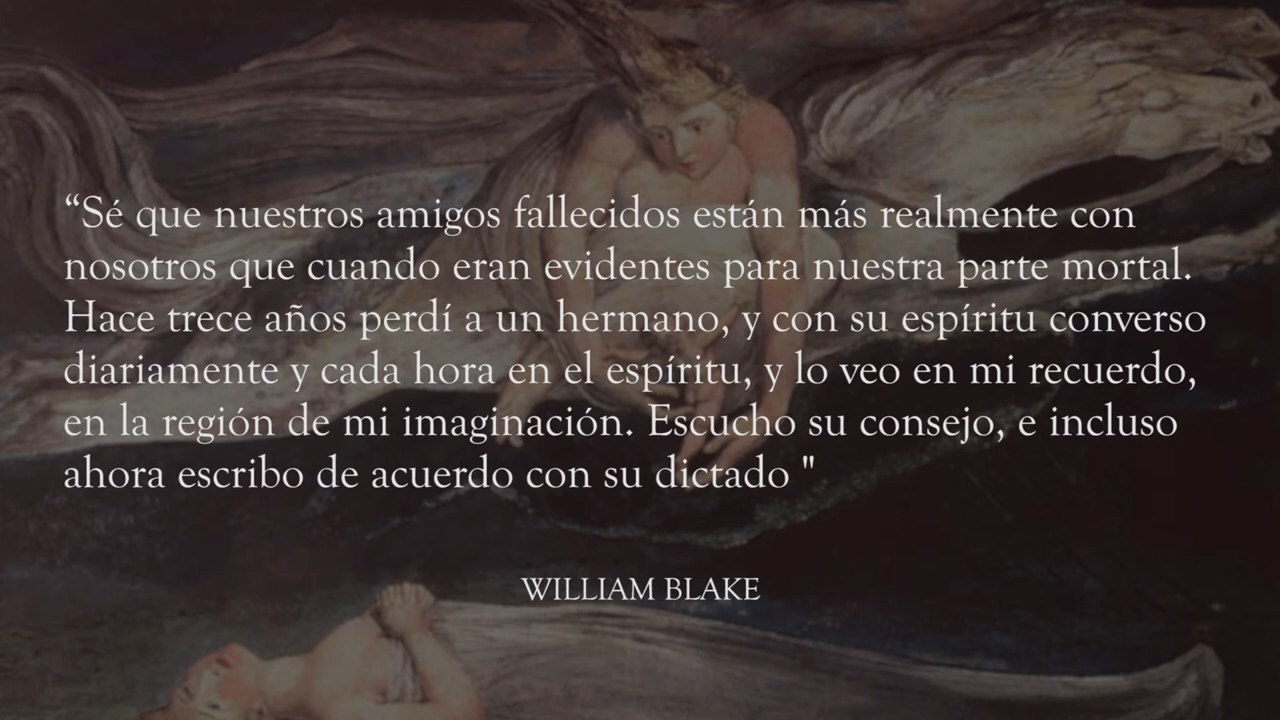 “Sé que nuestros amigos fallecidos están más realmente con
nosotros que cuando eran evidentes para nuestra parte mortal.
Hace trece años perdí a un hermano, y con su espíritu converso
diariamente y cada hora en el espíritu, y lo veo en mi recuerdo,
en la región de mi imaginación. Escucho su consejo, e incluso
ahora escribo de acuerdo con su dictado "
WILLIAM BLAKE